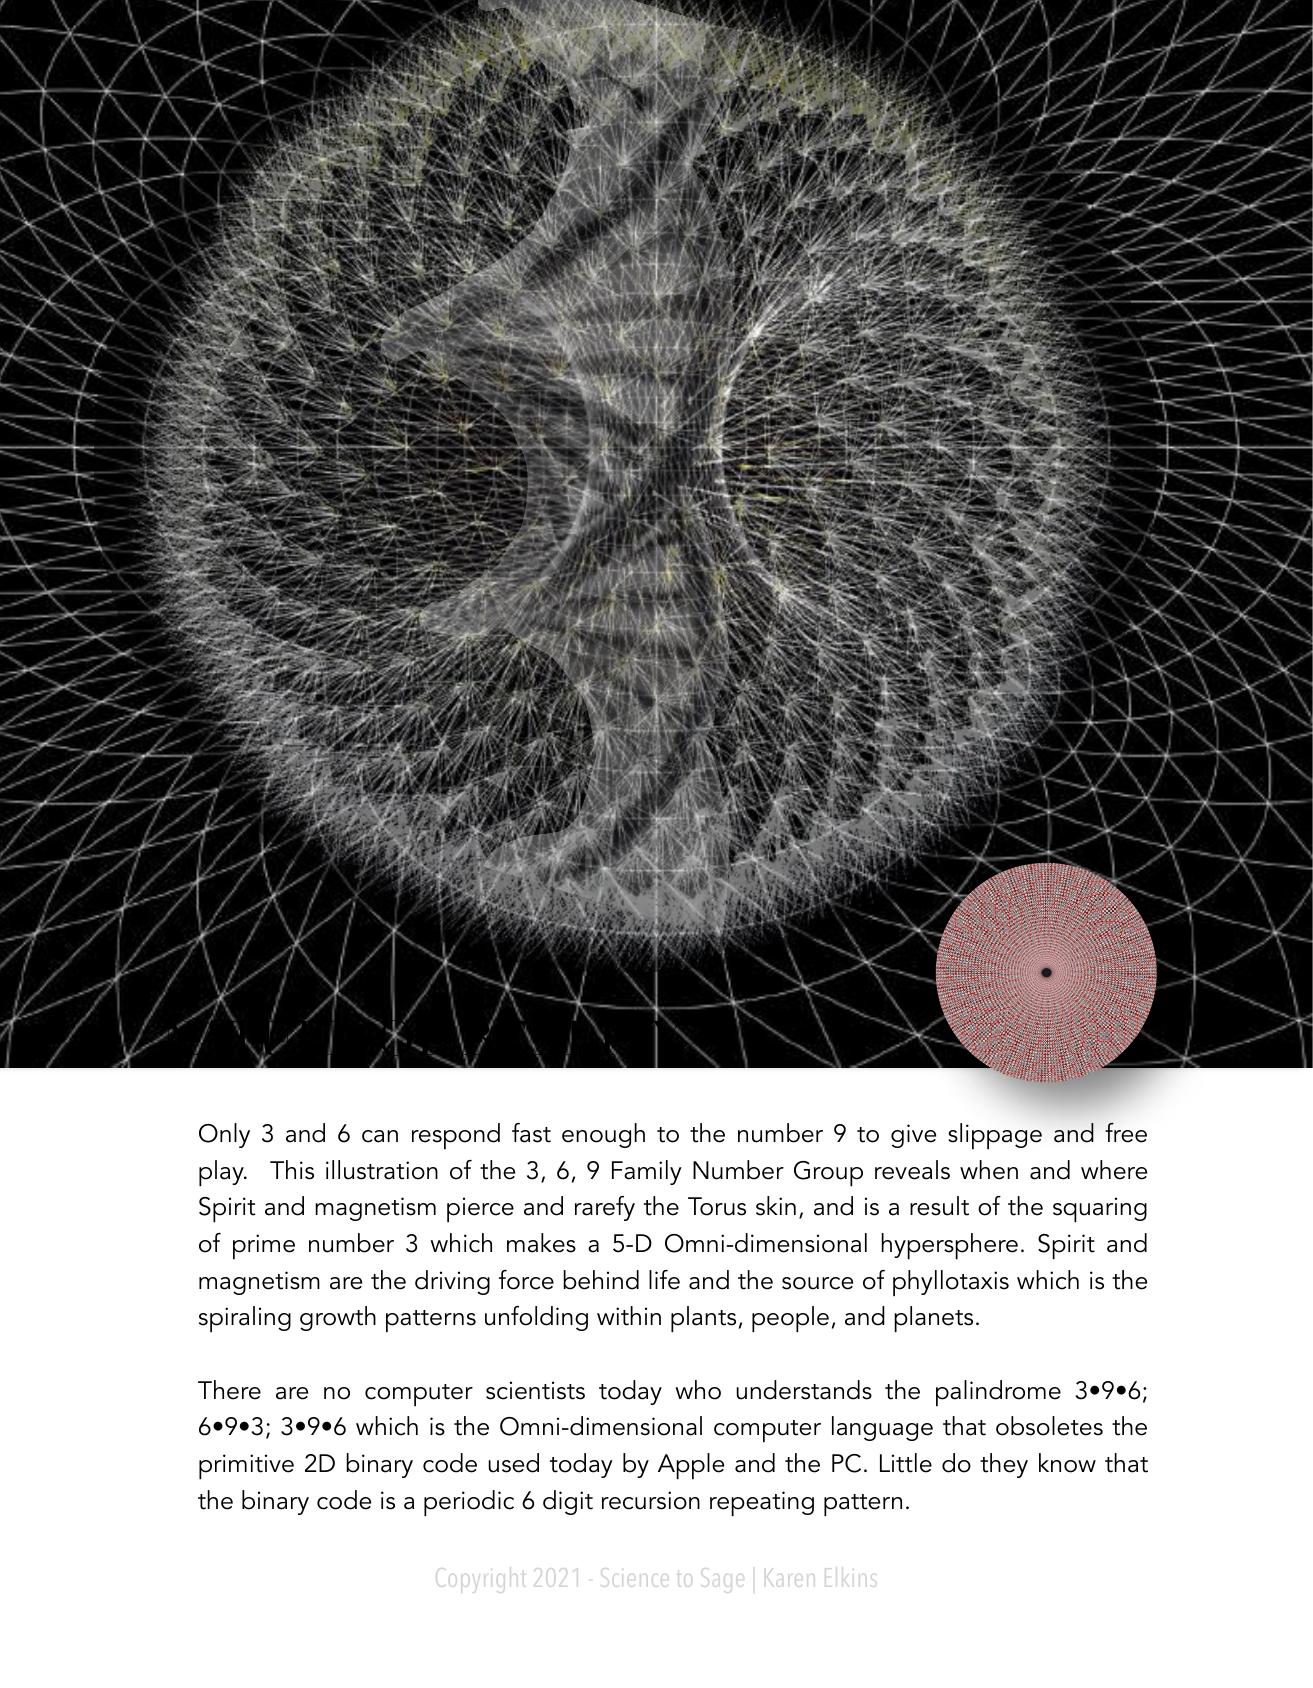 Only 3 and 6 can respond fast enough to the number 9 to give slippage and free
play. This illustration of the 3, 6, 9 Family Number Group reveals when and where
Spirit and magnetism pierce and rarefy the Torus skin, and is a result of the squaring
of prime number 3 which makes a 5-D Omni-dimensional hypersphere. Spirit and
magnetism are the driving force behind life and the source of phyllotaxis which is the
spiraling growth patterns unfolding within plants, people, and planets.
There are no computer scientists today who understands the palindrome 3•9•6;
6•9•3; 3•9•6 which is the Omni-dimensional computer language that obsoletes the
primitive 2D binary code used today by Apple and the PC. Little do they know that
the binary code is a periodic 6 digit recursion repeating pattern.
Copyright 2021 - Science to Sage | Karen Elkins